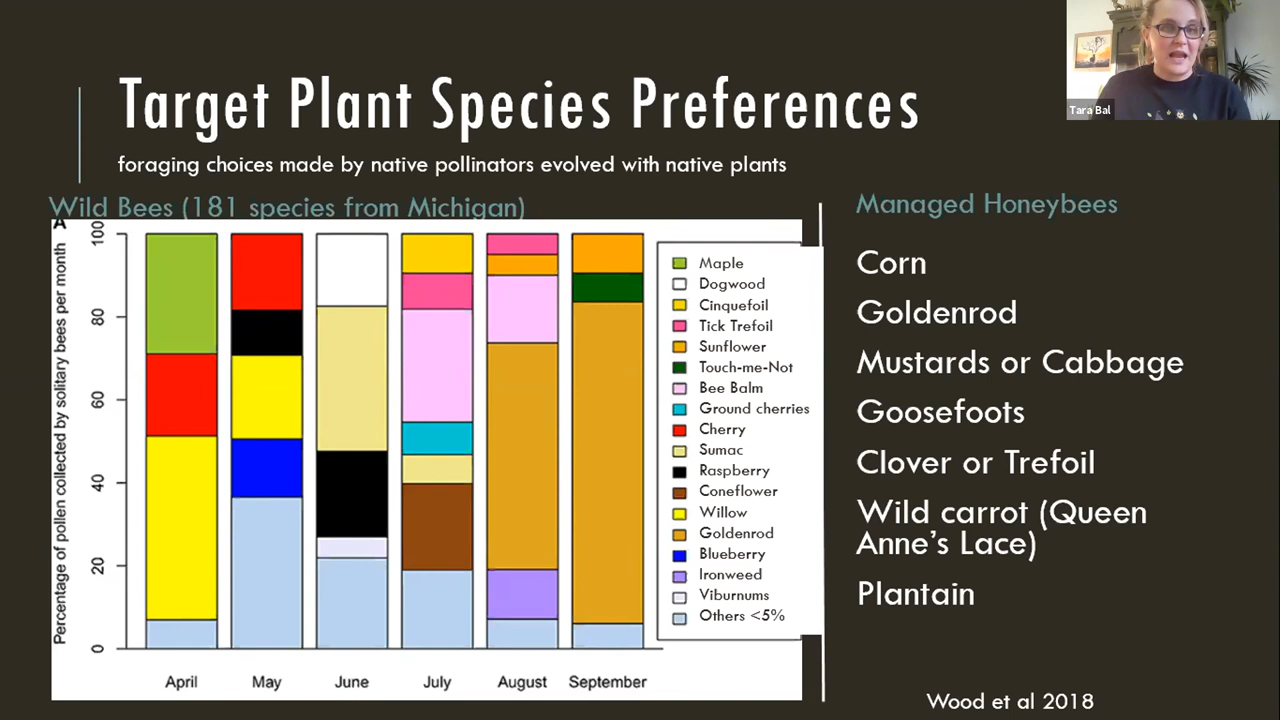 Tara Bal
Target Plant Species Preferences
foraging choices made by native pollinators evolved with native plants
Wild Bees (181 species from Michigan)
A
Percentage of pollen collected by solitary bees per month
100
80
60
40
20
0
April
May
June
July
August
September
Maple
Dogwood
Cinquefoil
Tick Trefoil
Sunflower
Touch-me-Not
Bee Balm
Ground cherries
Cherry
Sumac
Raspberry
Coneflower
Willow
Goldenrod
Blueberry
Ironweed
Viburnums
Others <5%
Managed Honeybees
Corn
Goldenrod
Mustards or Cabbage
Goosefoots
Clover or Trefoil
Wild carrot (Queen
Anne's Lace)
Plantain
Wood et al 2018